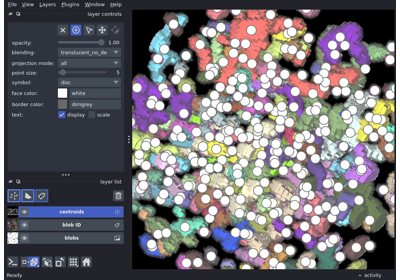 File View Layers Plugins Window Help
layer controls
opacity: 1.00
blending: translucent_no_de
projection mode: all
point size: 5
symbol: disc
face color: white
border color: dimgrey
text: display scale
layer list
centroids
blob ID
blobs
Ready
activity